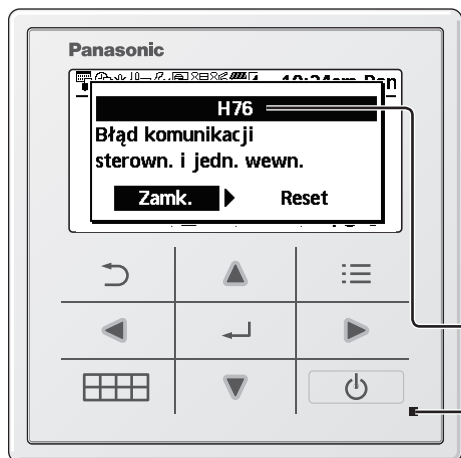 Panasonic
H76
Błąd komunikacji
sterown. i jedn. wewn.
Zamk. Reset